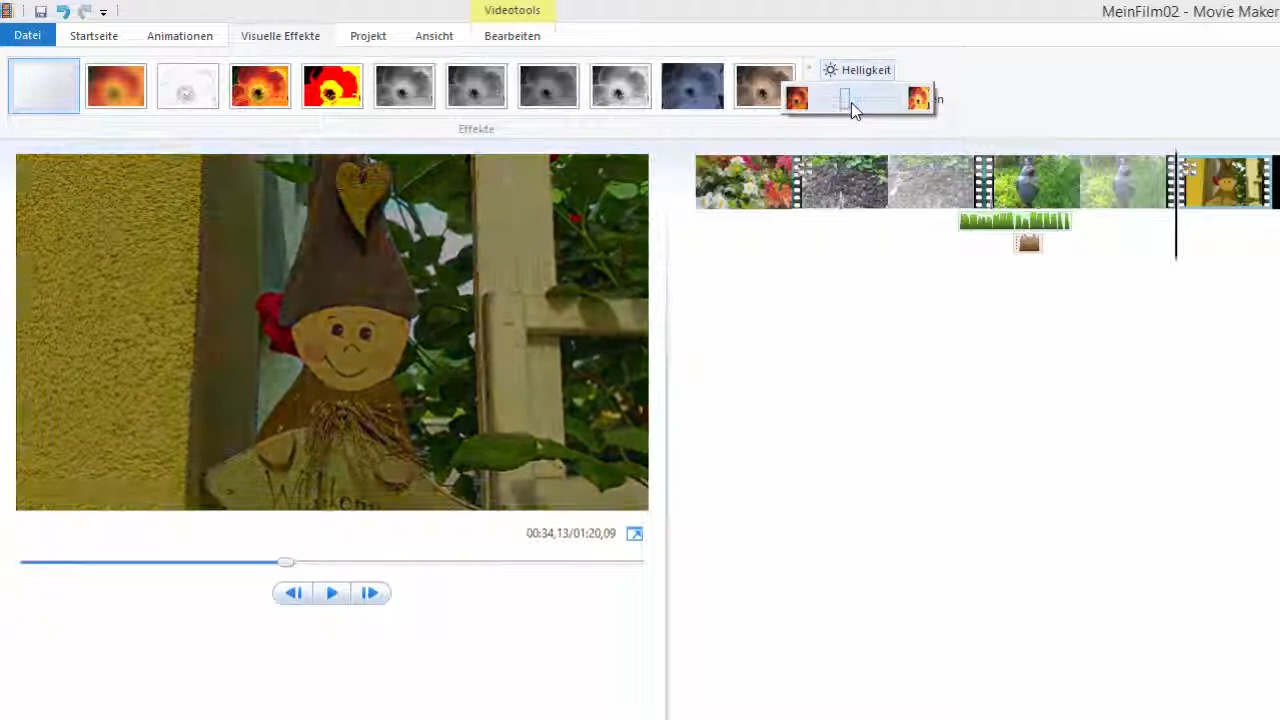 Videotools
MeinFilm02 - Movie Maker
Datei
Startseite
Animationen
Visuelle Effekte
Projekt
Ansicht
Bearbeiten
Helligkeit
en
Effekte
00:34,13/01:20,09